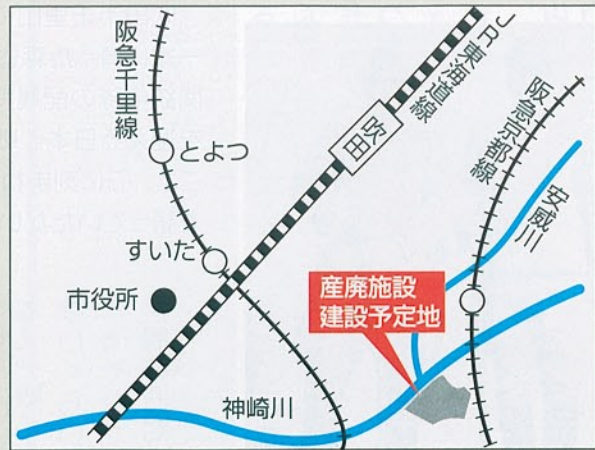 阪急千里線
JR東海道線
吹田
とよつ
阪急京都線
安威川
すいた
市役所
産廃施設
建設予定地
神崎川